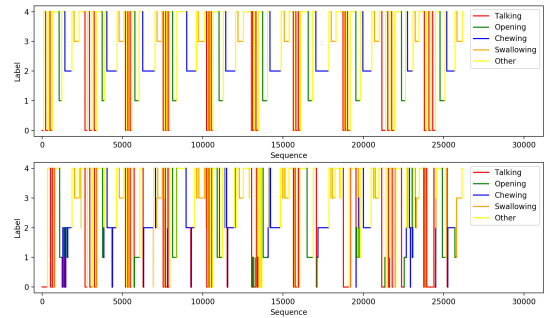 4
3
2
1
0
Label
0
5000
10000
15000
20000
25000
30000
Sequence
Talking
Opening
Chewing
Swallowing
Other
4
3
2
1
0
Label
0
5000
10000
15000
20000
25000
30000
Sequence
Talking
Opening
Chewing
Swallowing
Other